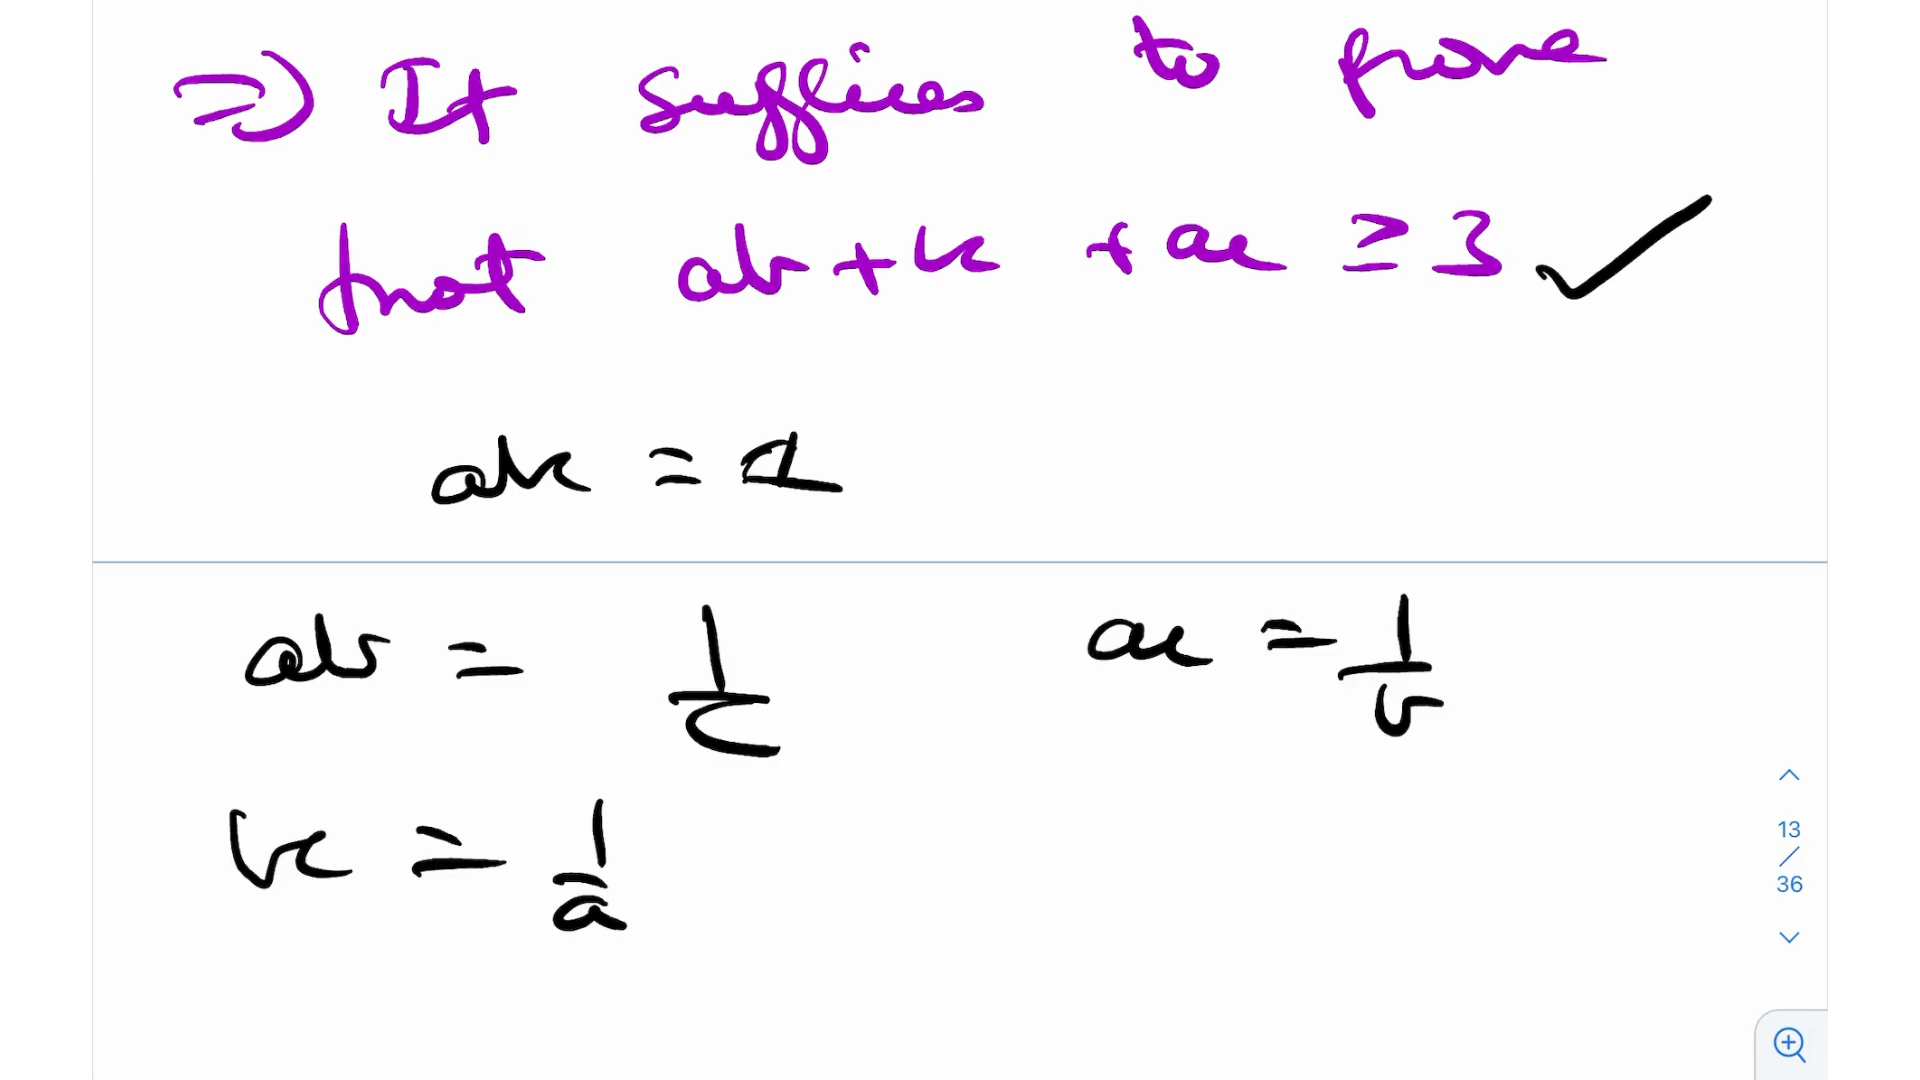 ⇒ It suffices to prove
that ab + bc + ac ≥ 3 ✓
abc = 1
ab = 1/c
ac = 1/b
bc = 1/a
13
/
36